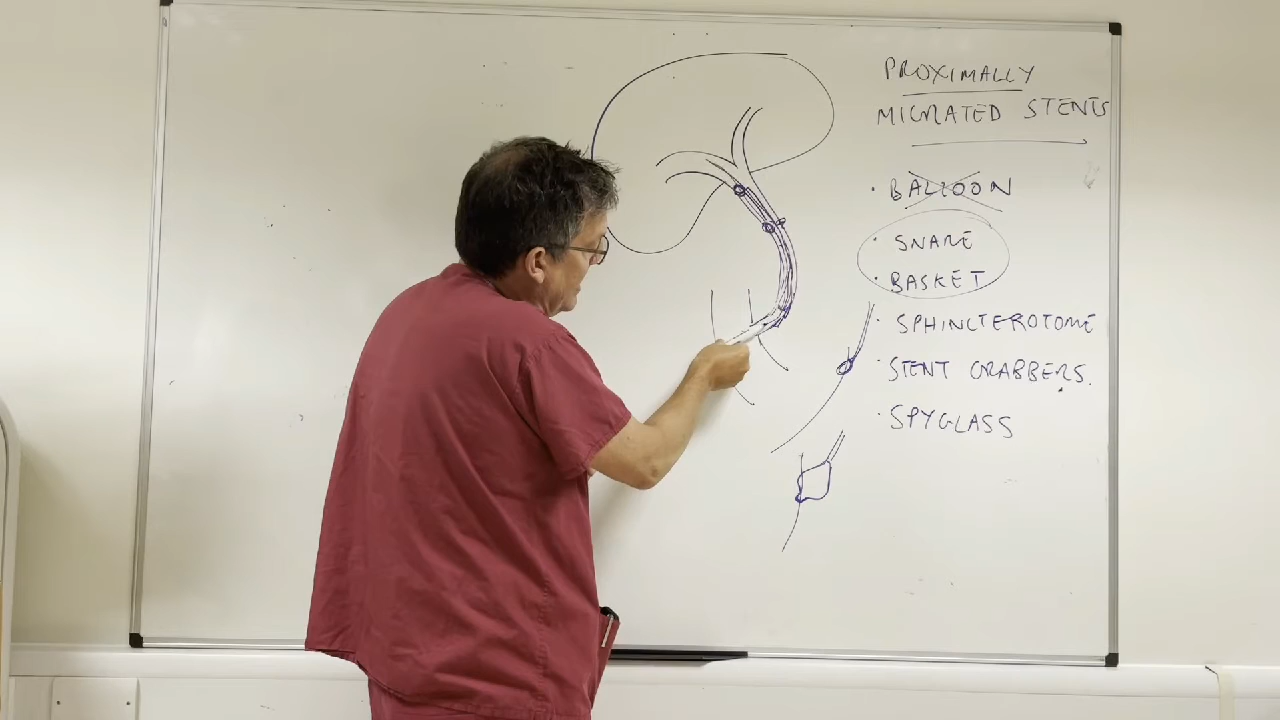 PROXIMALLY
MIGRATED STENTS
· BALLOON
· SNARE
· BASKET
· SPHINCTEROTOME
· STENT GRABBERS.
· SPYGLASS